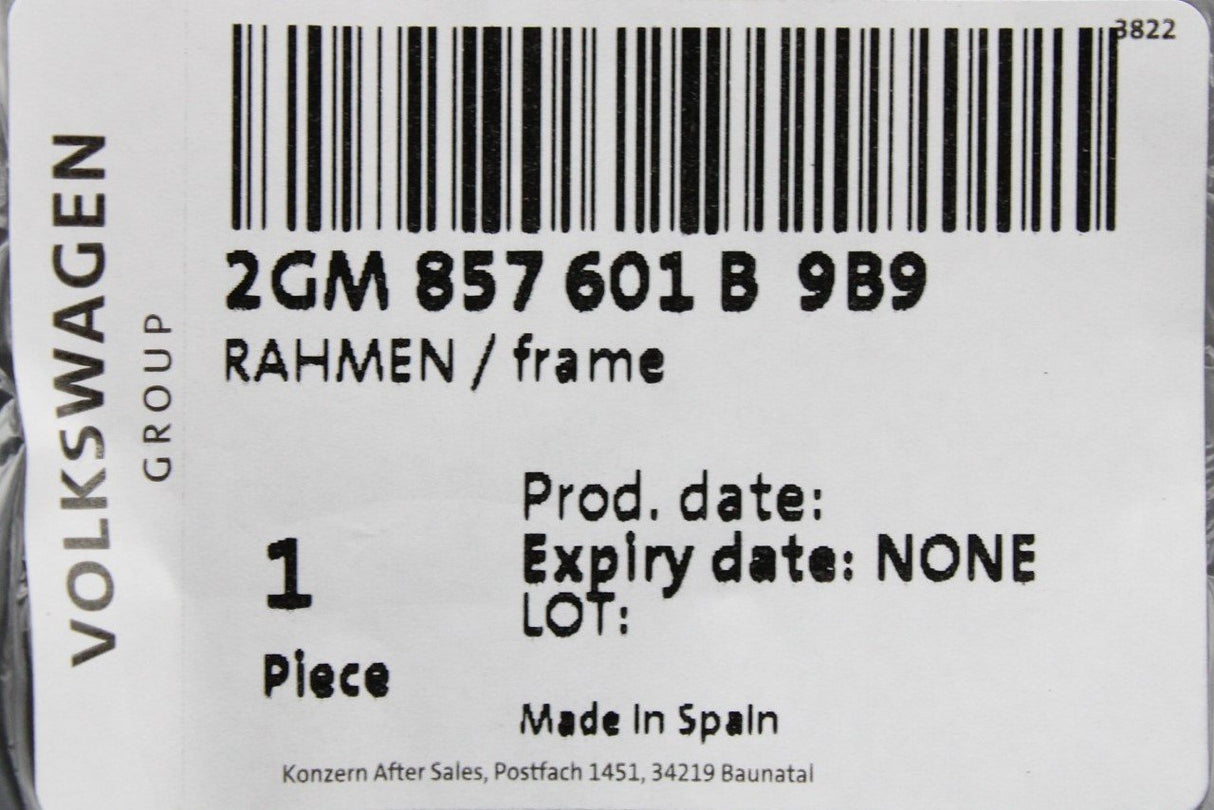 3822
VOLKSWAGEN
GROUP
2GM 857 601 B 9B9
RAHMEN / frame
Prod. date:
Expiry date: NONE
LOT:
1
Piece
Made in Spain
Konzern After Sales, Postfach 1451, 34219 Baunatal